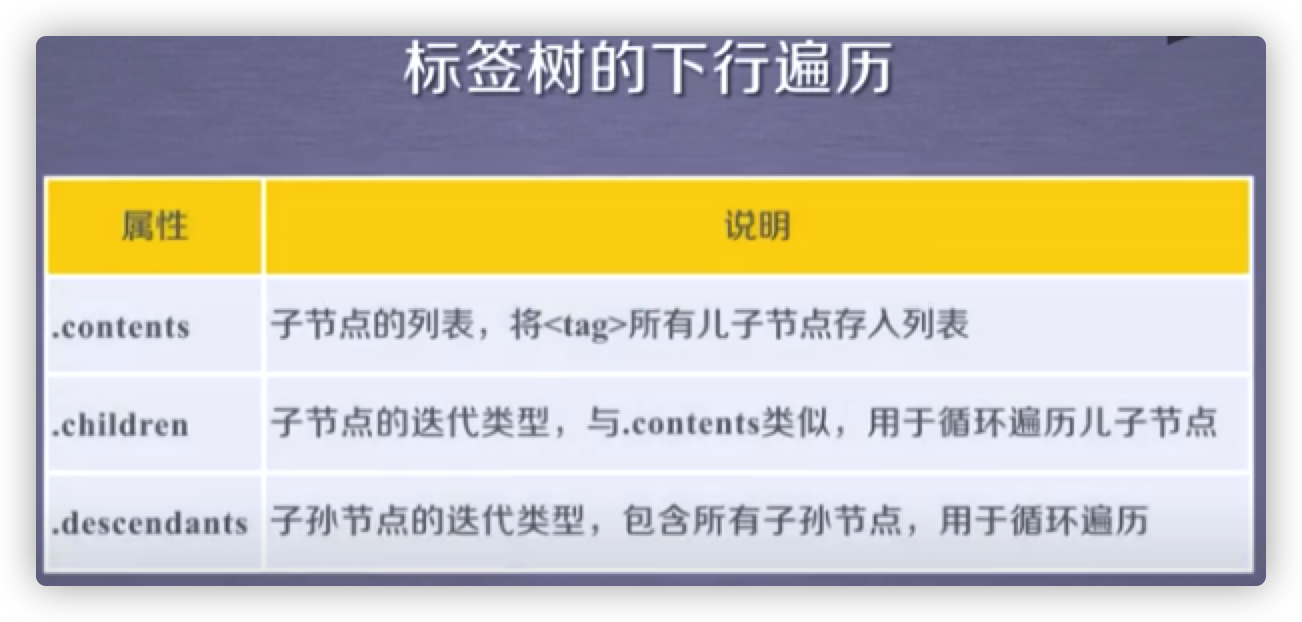 标签树的下行遍历
属性 说明
.contents 子节点的列表，将<tag>所有儿子节点存入列表
.children 子节点的迭代类型，与.contents类似，用于循环遍历儿子节点
.descendants 子孙节点的迭代类型，包含所有子孙节点，用于循环遍历